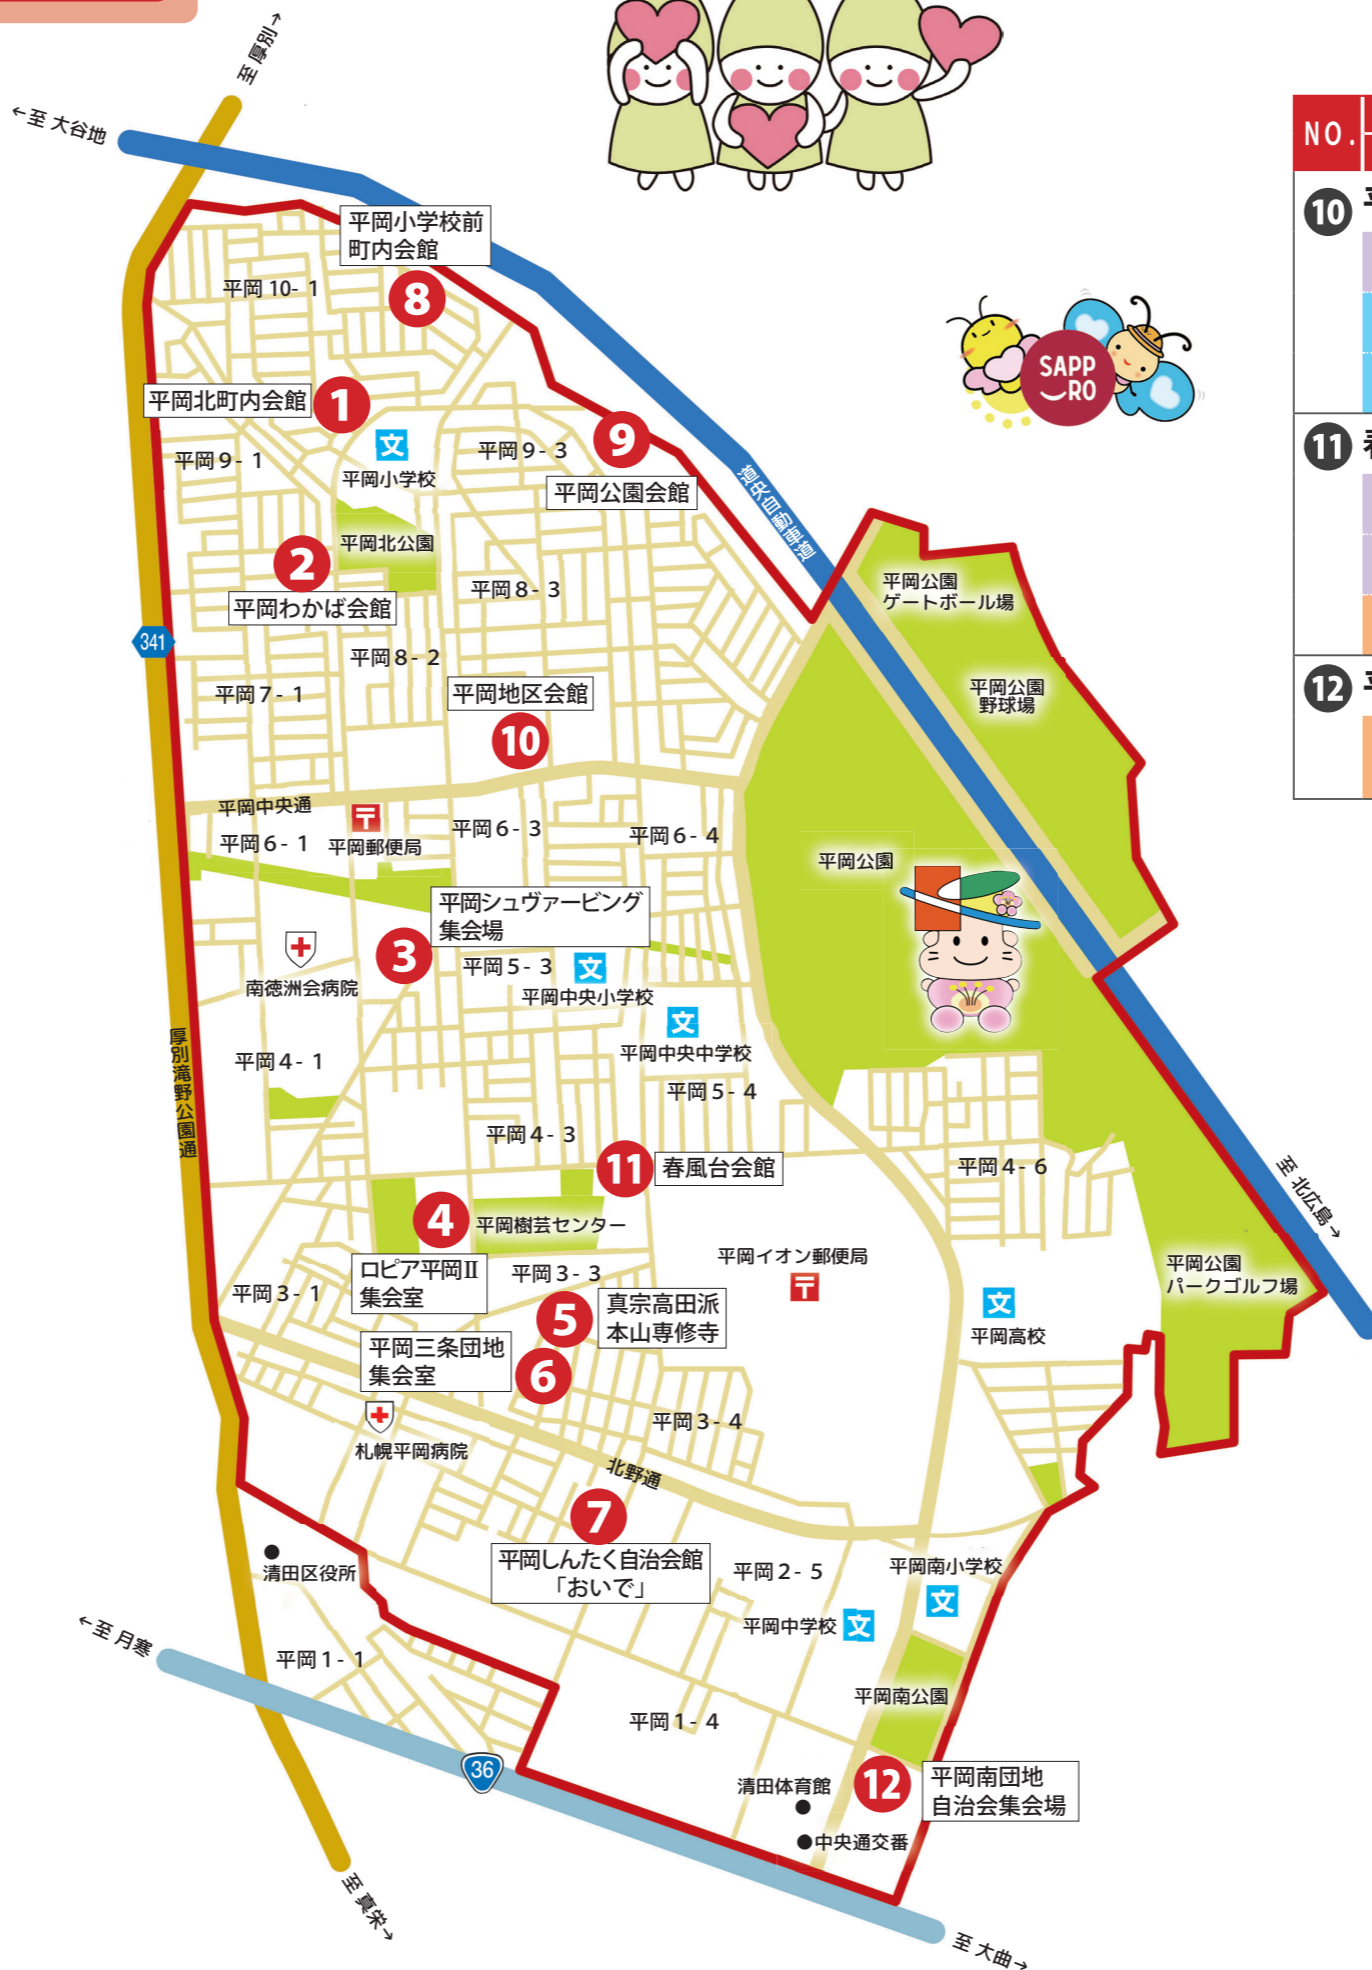 至 厚別→
←至 大谷地
平岡小学校前
町内会館
平岡 10-1
8
NO.
10
SAPP
RO
平岡北町内会館
1
文
平岡小学校
平岡9-1
平岡9-3
9
平岡公園会館
11
道央自動車道
平岡北公園
2
平岡わかば会館
平岡8-3
平岡公園
ゲートボール場
341
平岡8-2
平岡7-1
平岡地区会館
10
平岡公園
野球場
12
平岡中央通
〒
平岡6-1
平岡郵便局
平岡6-3
平岡6-4
平岡公園
平岡シュヴァービング
集会場
3
南徳洲会病院
平岡5-3
文
平岡中央小学校
文
平岡中央中学校
厚別滝野公園通
平岡4-1
平岡5-4
平岡4-3
11
春風台会館
平岡4-6
至 北広島→
4
平岡樹芸センター
ロピア平岡Ⅱ
集会室
平岡3-1
平岡3-3
平岡イオン郵便局
〒
平岡公園
パークゴルフ場
5
真宗高田派
本山専修寺
文
平岡高校
平岡三条団地
集会室
6
札幌平岡病院
平岡3-4
北野通
7
平岡しんたく自治会館
「おいで」
清田区役所
平岡2-5
平岡南小学校
文
平岡中学校
文
←至 月寒
平岡1-1
平岡南公園
平岡1-4
36
清田体育館
12
平岡南団地
自治会集会場
中央通交番
至 真栄→
至 大曲→